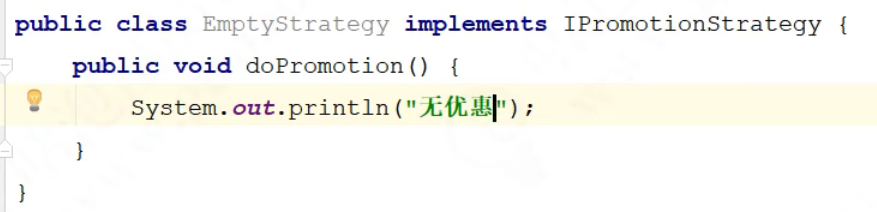 public class EmptyStrategy implements IPromotionStrategy {
    public void doPromotion() {
        System.out.println("无优惠");
    }
}